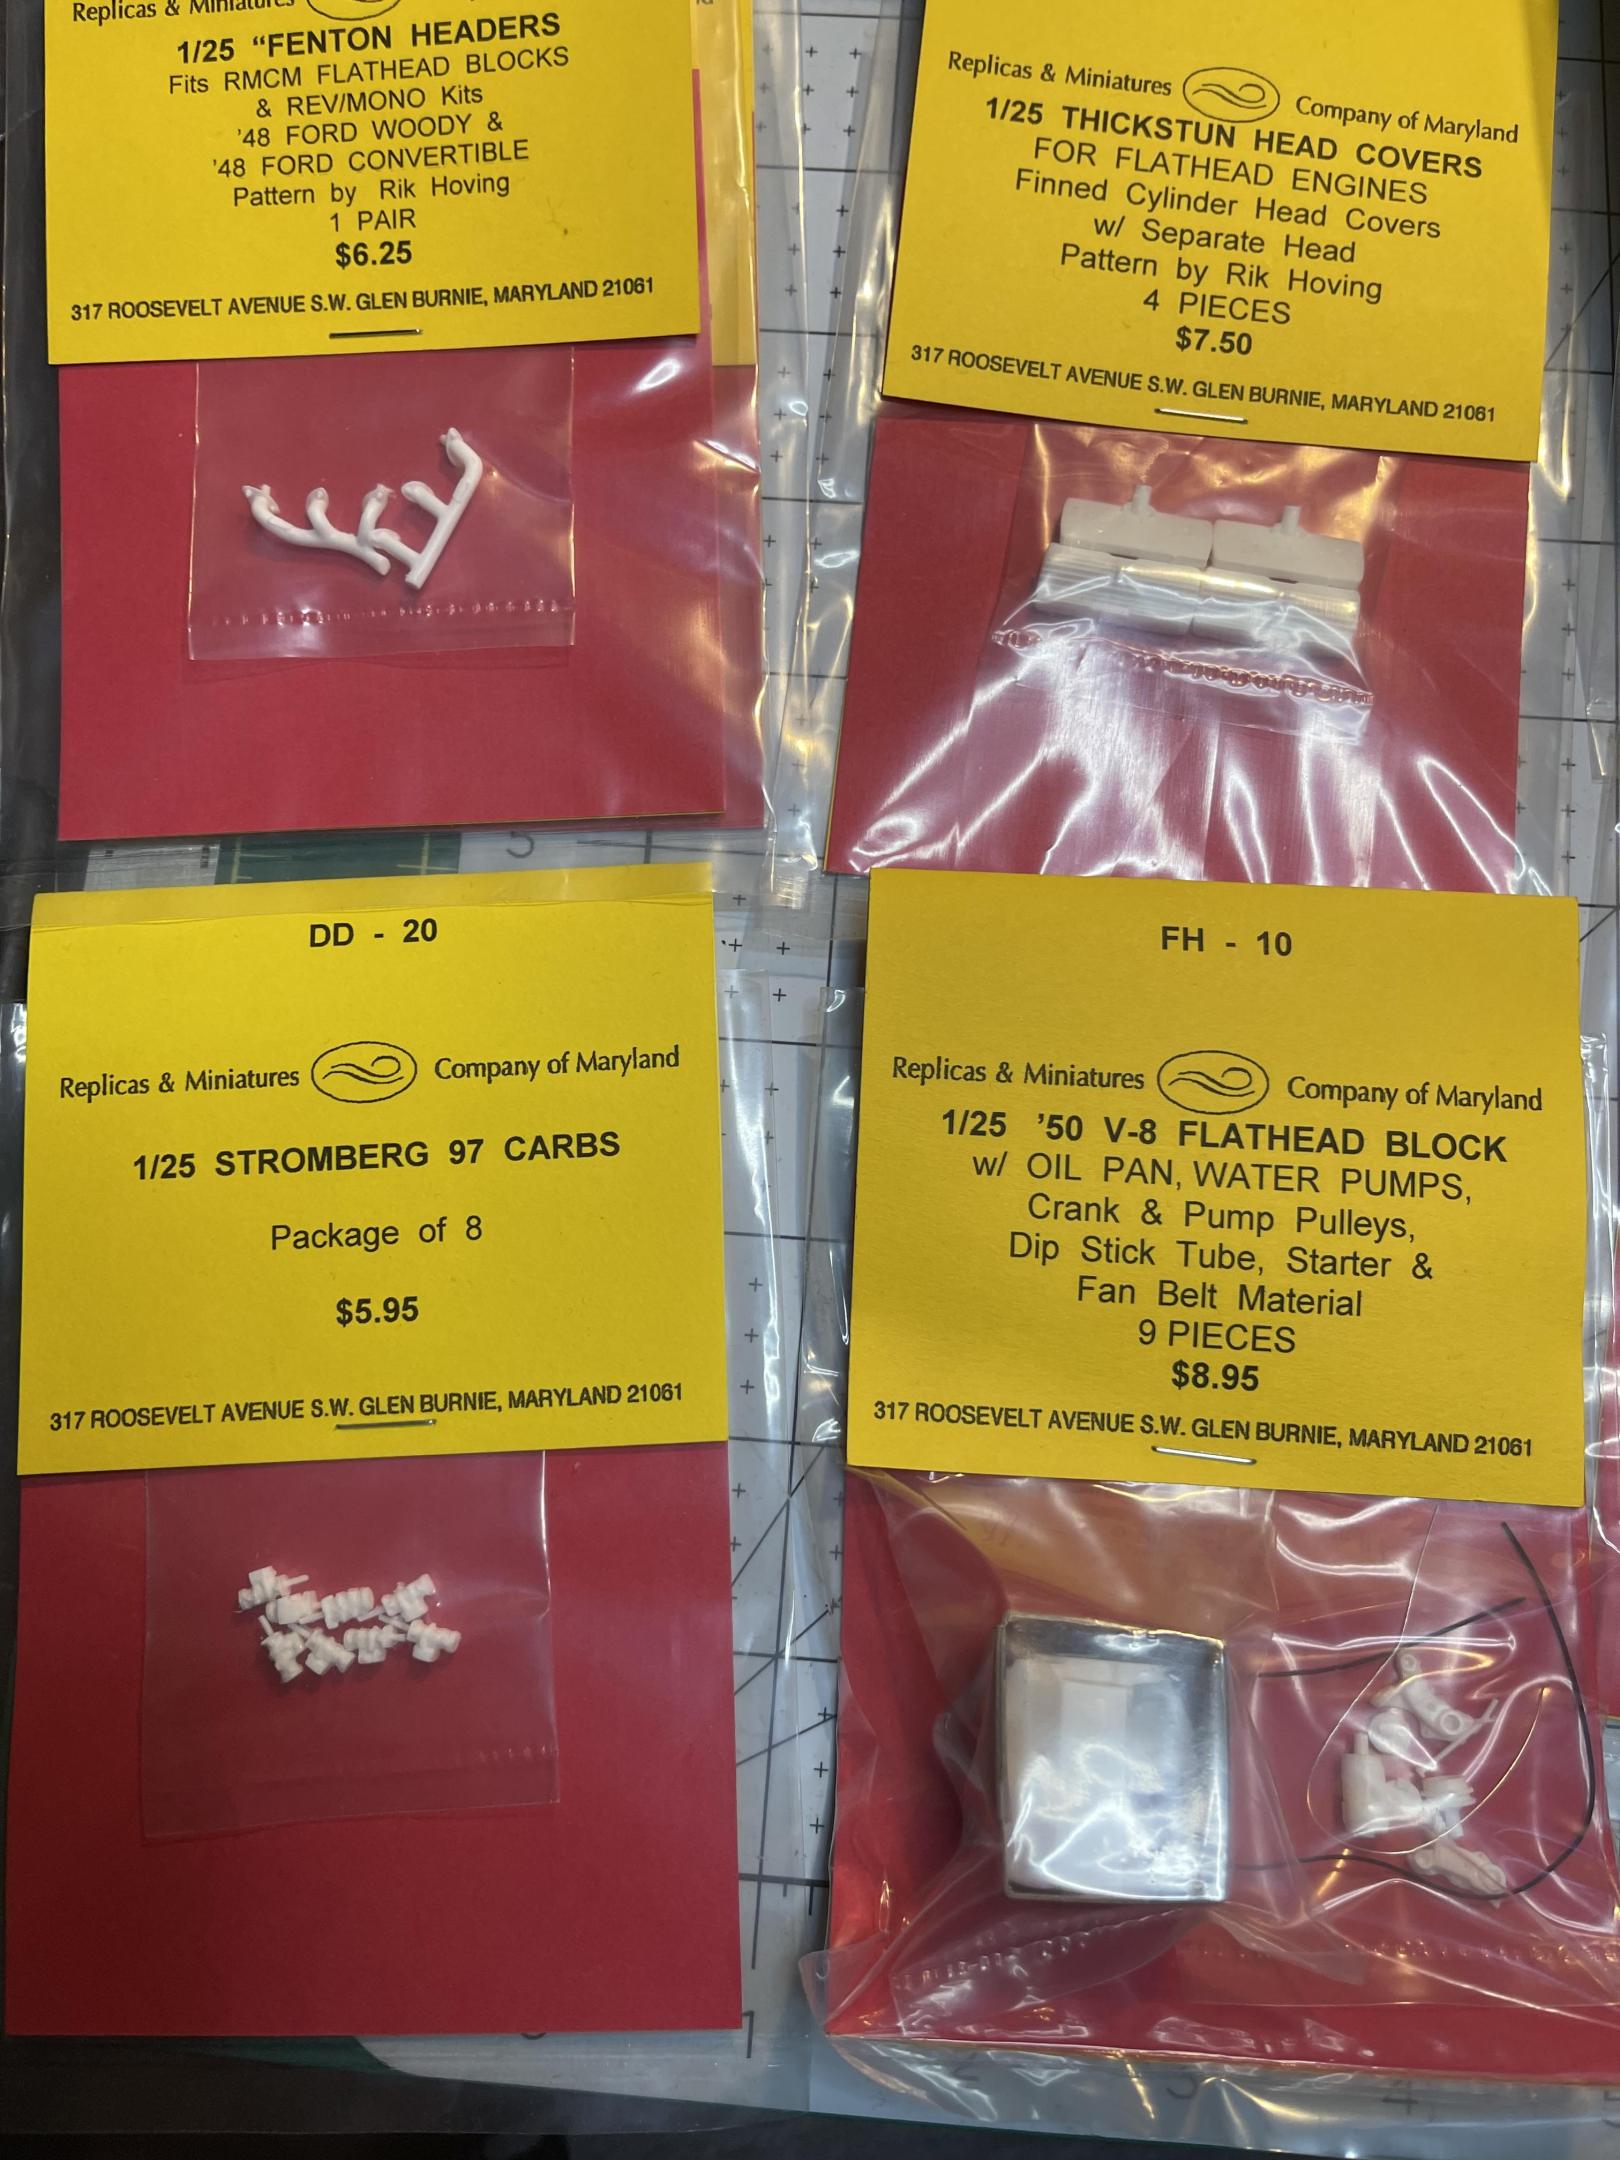 Replicas & Miniatures
1/25 “FENTON HEADERS
Fits RMCM FLATHEAD BLOCKS
& REV/MONO Kits
'48 FORD WOODY &
'48 FORD CONVERTIBLE
Pattern by Rik Hoving
1 PAIR
$6.25
317 ROOSEVELT AVENUE S.W. GLEN BURNIE, MARYLAND 21061
Replicas & Miniatures Company of Maryland
1/25 THICKSTUN HEAD COVERS
FOR FLATHEAD ENGINES
Finned Cylinder Head Covers
w/ Separate Head
Pattern by Rik Hoving
4 PIECES
$7.50
317 ROOSEVELT AVENUE S.W. GLEN BURNIE, MARYLAND 21061
DD - 20
Replicas & Miniatures Company of Maryland
1/25 STROMBERG 97 CARBS
Package of 8
$5.95
317 ROOSEVELT AVENUE S.W. GLEN BURNIE, MARYLAND 21061
FH - 10
Replicas & Miniatures Company of Maryland
1/25 '50 V-8 FLATHEAD BLOCK
w/ OIL PAN, WATER PUMPS,
Crank & Pump Pulleys,
Dip Stick Tube, Starter &
Fan Belt Material
9 PIECES
$8.95
317 ROOSEVELT AVENUE S.W. GLEN BURNIE, MARYLAND 21061
5
1
2
3
4